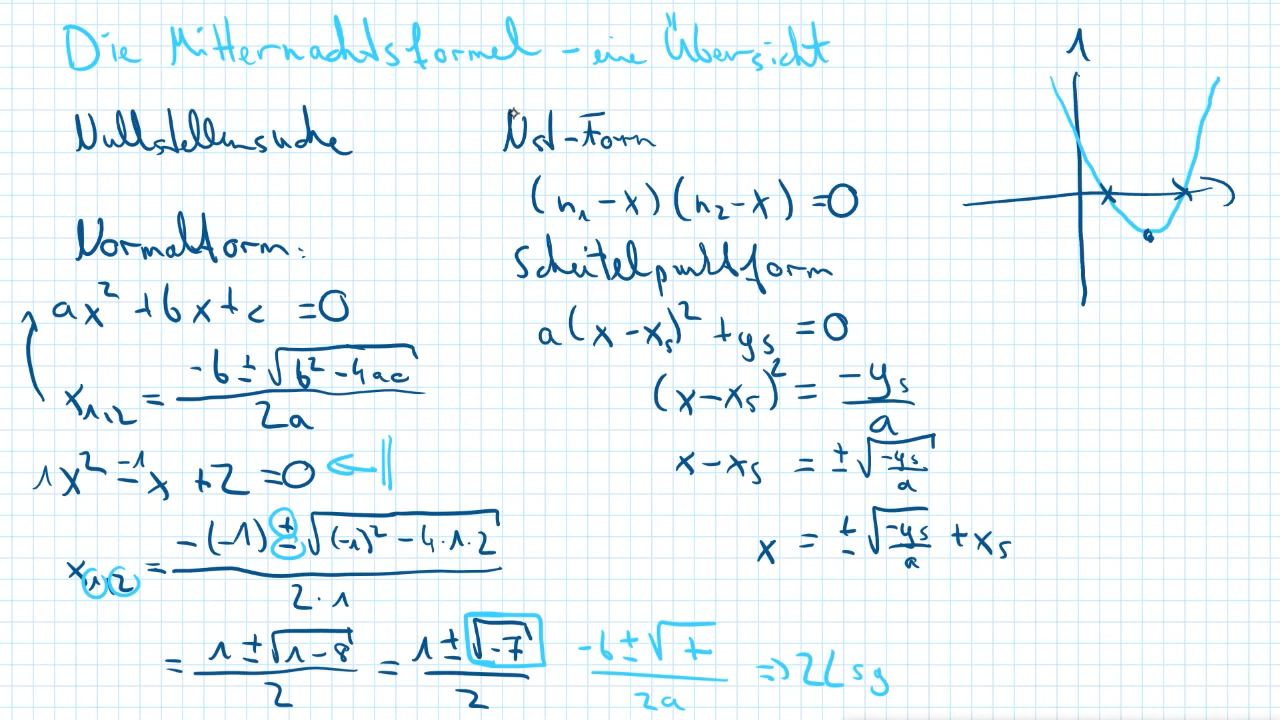 Die Mitternachtsformel - eine Übersicht
Nullstellensuche
Normalform:
ax² + bx + c = 0
x₁,₂ = (-b ± √(b² - 4ac)) / 2a
1x² -1x + 2 = 0
x₁,₂ = (-(-1) ± √((-1)² - 4·1·2)) / 2·1
= (1 ± √(1-8)) / 2 = (1 ± √(-7)) / 2
(-b ± √+) / 2a => 2 Lsg
Nst-Form
(n₁ - x)(n₂ - x) = 0
Scheitelpunktform
a(x - xₛ)² + yₛ = 0
(x - xₛ)² = -yₛ / a
x - xₛ = ± √(-yₛ / a)
x = ± √(-yₛ / a) + xₛ